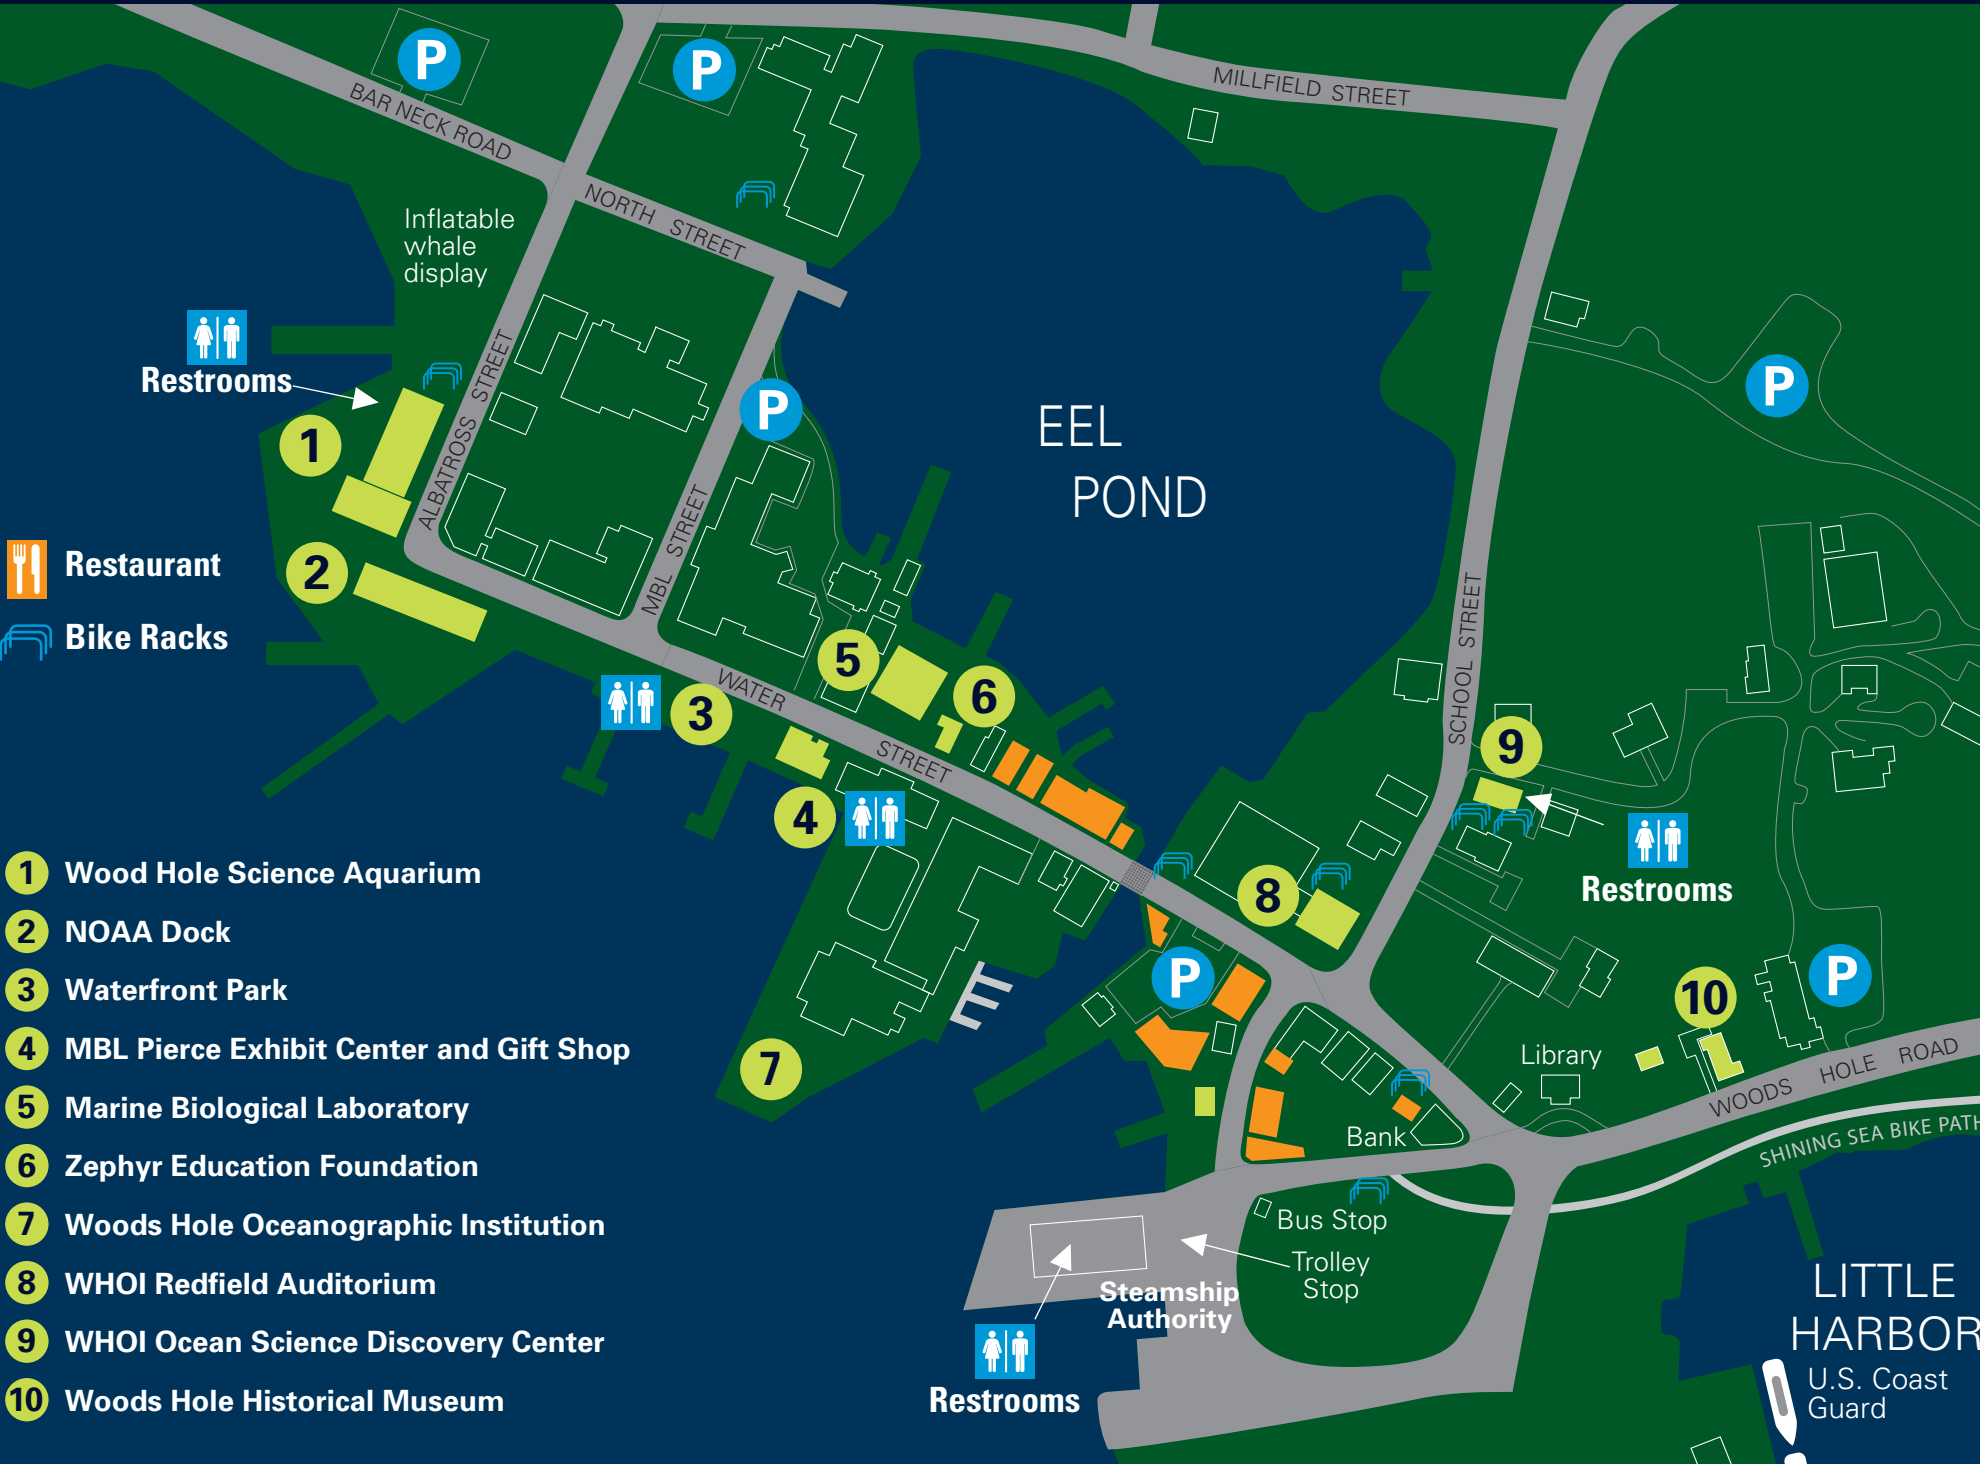 P
P
MILLFIELD STREET
BAR NECK ROAD
NORTH STREET
Inflatable
whale
display
Restrooms
ALBATROSS STREET
P
P
EEL
POND
1
Restaurant
2
MBL STREET
SCHOOL STREET
Bike Racks
5
6
WATER STREET
3
9
4
Restrooms
8
1 Wood Hole Science Aquarium
2 NOAA Dock
3 Waterfront Park
4 MBL Pierce Exhibit Center and Gift Shop
5 Marine Biological Laboratory
6 Zephyr Education Foundation
7 Woods Hole Oceanographic Institution
8 WHOI Redfield Auditorium
9 WHOI Ocean Science Discovery Center
10 Woods Hole Historical Museum
P
P
10
7
Library
WOODS HOLE ROAD
Bank
SHINING SEA BIKE PATH
Bus Stop
Trolley
Stop
Steamship
Authority
Restrooms
LITTLE
HARBOR
U.S. Coast
Guard